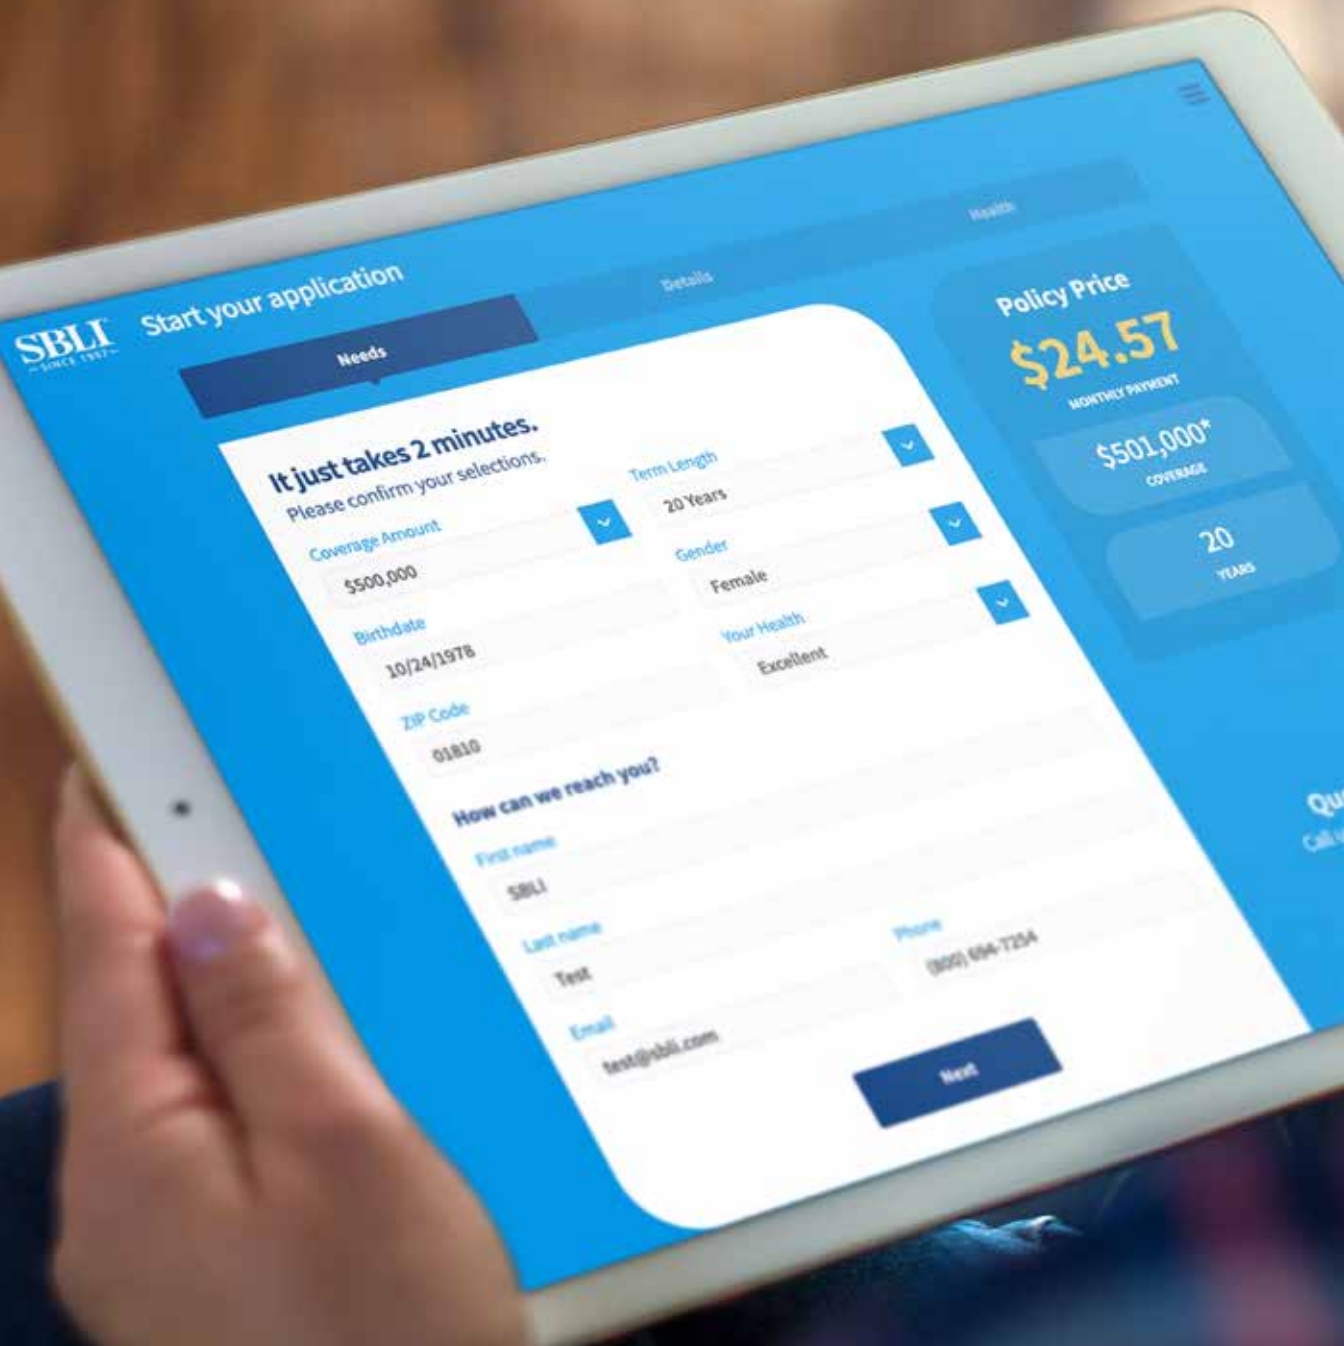 SBLI
~ SINCE 1907 ~
Start your application
Needs
Details
Health
It just takes 2 minutes.
Please confirm your selections.
Coverage Amount
$500,000
Term Length
20 Years
Birthdate
10/24/1978
Gender
Female
ZIP Code
01810
Your Health
Excellent
How can we reach you?
First name
SBLI
Last name
Test
Email
test@sbli.com
Phone
(800) 694-7254
Next
Policy Price
$24.57
MONTHLY PAYMENT
$501,000*
COVERAGE
20
YEARS
Qu
Call